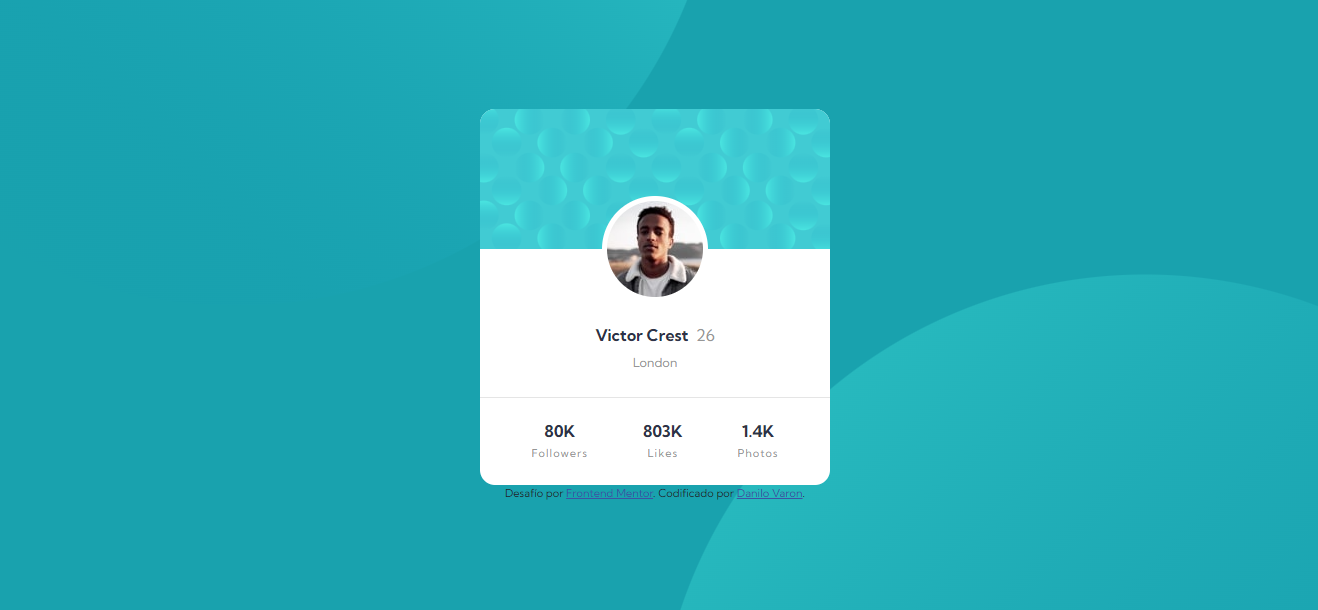 Victor Crest 26
London
80K 803K 1.4K
Followers Likes Photos
Desafío por Frontend Mentor. Codificado por Danilo Varon.